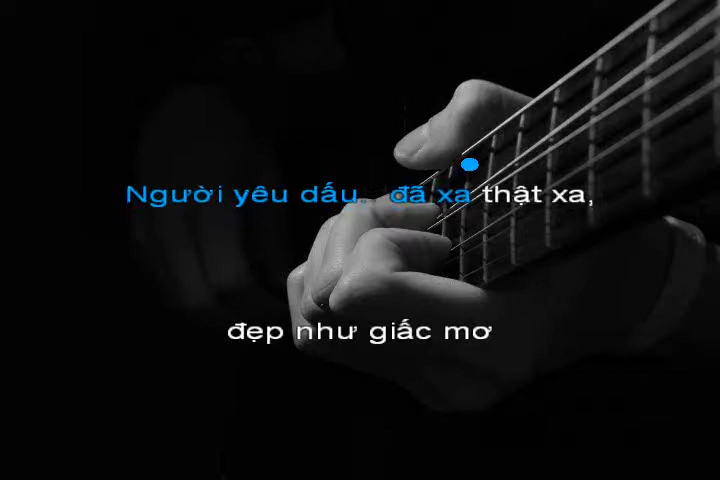 Người yêu dấu, đã xa thật xa,
đẹp như giấc mơ